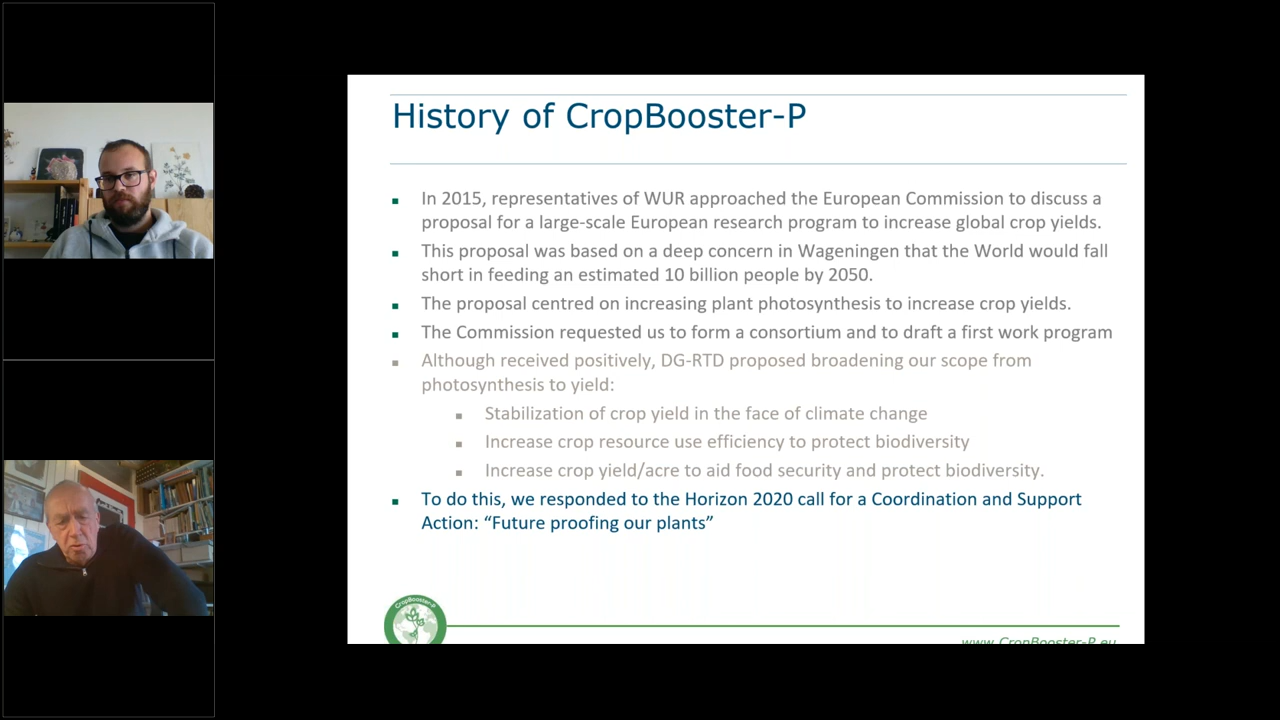 History of CropBooster-P
In 2015, representatives of WUR approached the European Commission to discuss a
proposal for a large-scale European research program to increase global crop yields.
This proposal was based on a deep concern in Wageningen that the World would fall
short in feeding an estimated 10 billion people by 2050.
The proposal centred on increasing plant photosynthesis to increase crop yields.
The Commission requested us to form a consortium and to draft a first work program
Although received positively, DG-RTD proposed broadening our scope from
photosynthesis to yield:
Stabilization of crop yield in the face of climate change
Increase crop resource use efficiency to protect biodiversity
Increase crop yield/acre to aid food security and protect biodiversity.
To do this, we responded to the Horizon 2020 call for a Coordination and Support
Action: “Future proofing our plants”
CropBooster-P
www.CropBooster-P.eu